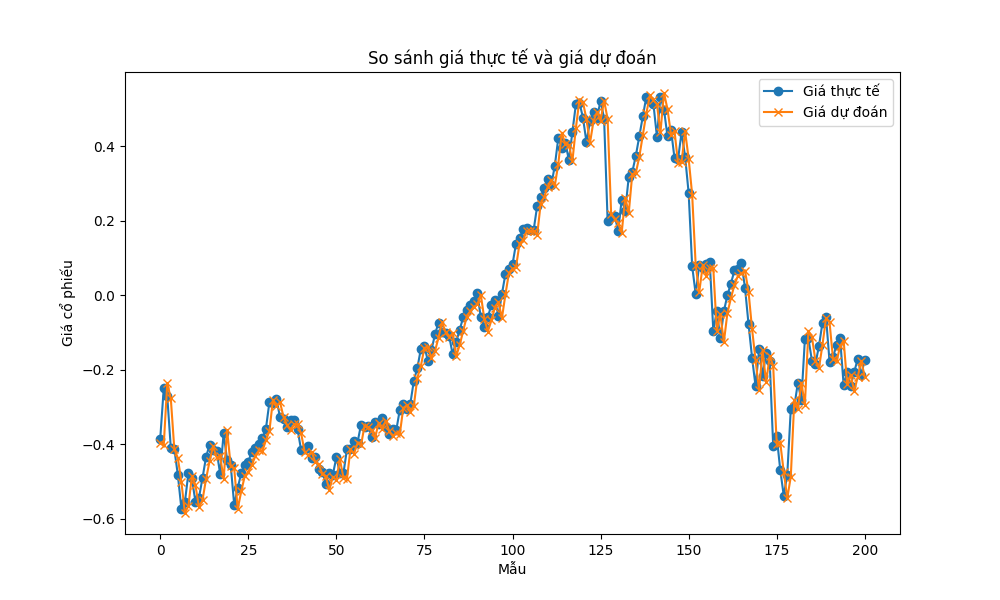 So sánh giá thực tế và giá dự đoán
Giá thực tế
Giá dự đoán
Giá cổ phiếu
0.4
0.2
0.0
−0.2
−0.4
−0.6
0 25 50 75 100 125 150 175 200
Mẫu